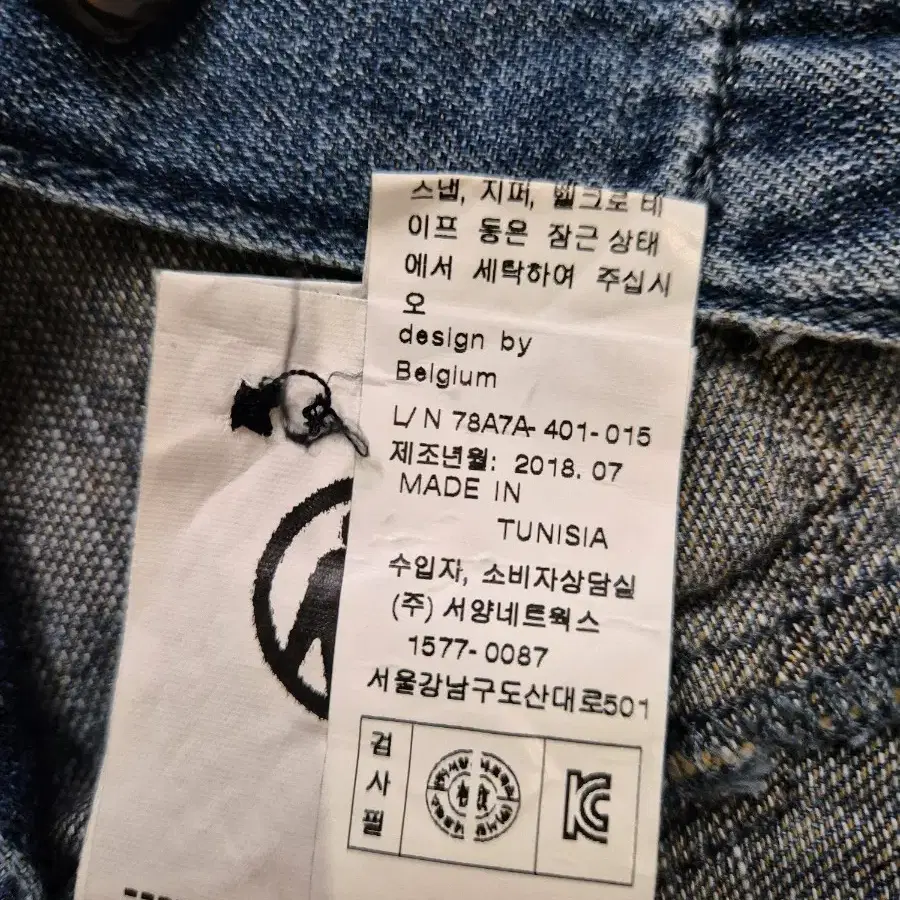 스냅, 지퍼, 벨크로 테
이프 등은 잠근 상태
에서 세탁하여 주십시
오
design by
Belgium
L/N 78A7A-401-015
제조년월: 2018. 07
MADE IN
TUNISIA
수입자, 소비자상담실
(주) 서양네트웍스
1577-0087
서울강남구도산대로501
검
사
필